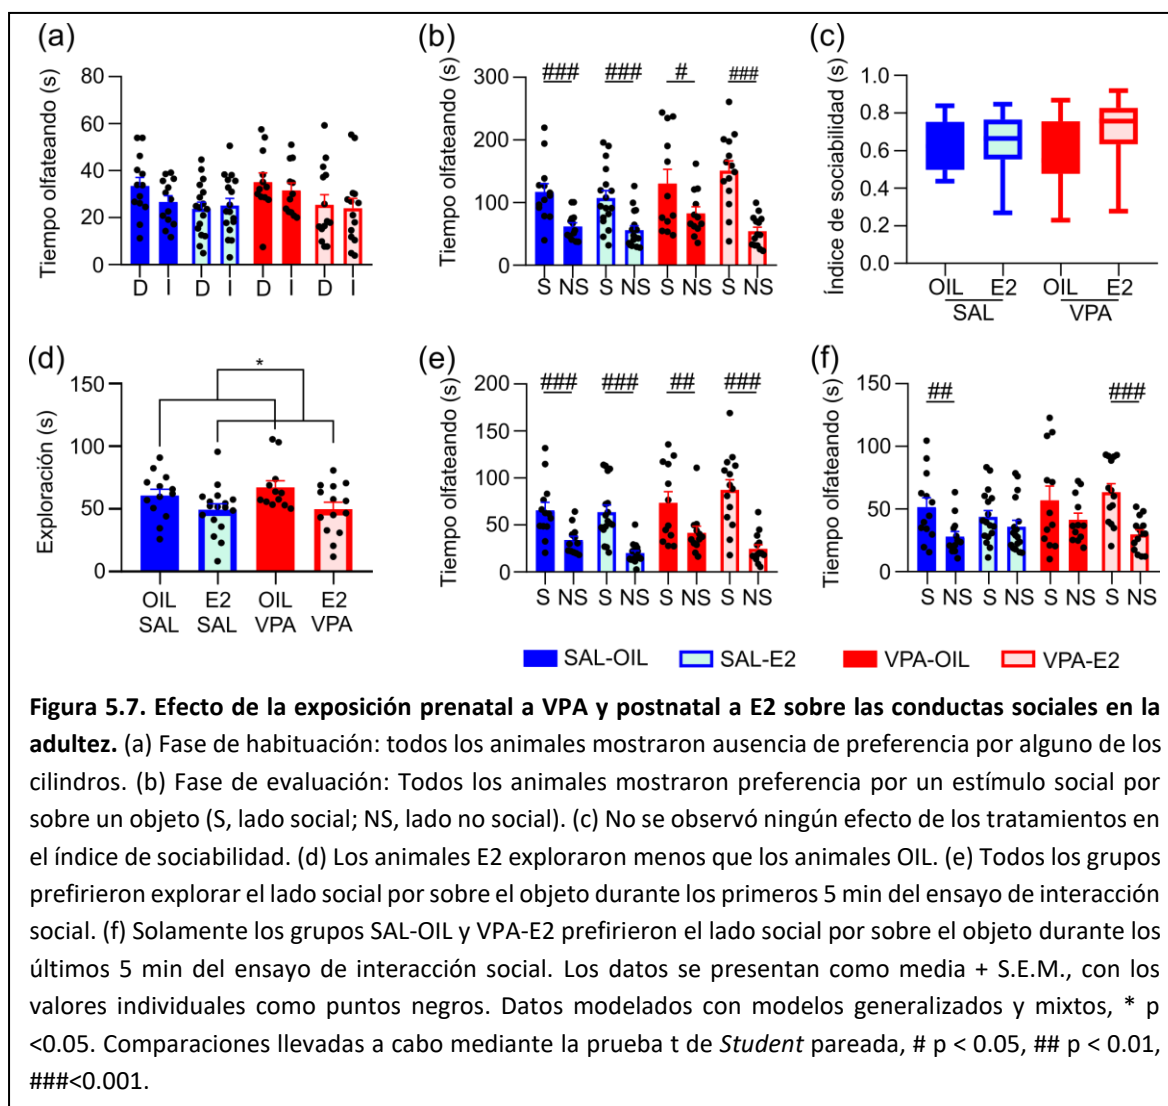 (a)
Tiempo olfateando (s)
80
60
40
20
0
D I D I D I D I
(b)
Tiempo olfateando (s)
300
200
100
0
### ### # ###
S NS S NS S NS S NS
(c)
Índice de sociabilidad (s)
1.0
0.8
0.6
0.4
0.2
0.0
OIL E2 OIL E2
SAL VPA
(d)
Exploración (s)
150
100
50
0
*
OIL E2 OIL E2
SAL SAL VPA VPA
(e)
Tiempo olfateando (s)
200
150
100
50
0
### ### ## ###
S NS S NS S NS S NS
(f)
Tiempo olfateando (s)
150
100
50
0
## ###
S NS S NS S NS S NS
SAL-OIL SAL-E2 VPA-OIL VPA-E2
Figura 5.7. Efecto de la exposición prenatal a VPA y postnatal a E2 sobre las conductas sociales en la
adultez. (a) Fase de habituación: todos los animales mostraron ausencia de preferencia por alguno de los
cilindros. (b) Fase de evaluación: Todos los animales mostraron preferencia por un estímulo social por
sobre un objeto (S, lado social; NS, lado no social). (c) No se observó ningún efecto de los tratamientos en
el índice de sociabilidad. (d) Los animales E2 exploraron menos que los animales OIL. (e) Todos los grupos
prefirieron explorar el lado social por sobre el objeto durante los primeros 5 min del ensayo de interacción
social. (f) Solamente los grupos SAL-OIL y VPA-E2 prefirieron el lado social por sobre el objeto durante los
últimos 5 min del ensayo de interacción social. Los datos se presentan como media + S.E.M., con los
valores individuales como puntos negros. Datos modelados con modelos generalizados y mixtos, * p
<0.05. Comparaciones llevadas a cabo mediante la prueba t de Student pareada, # p < 0.05, ## p < 0.01,
###<0.001.